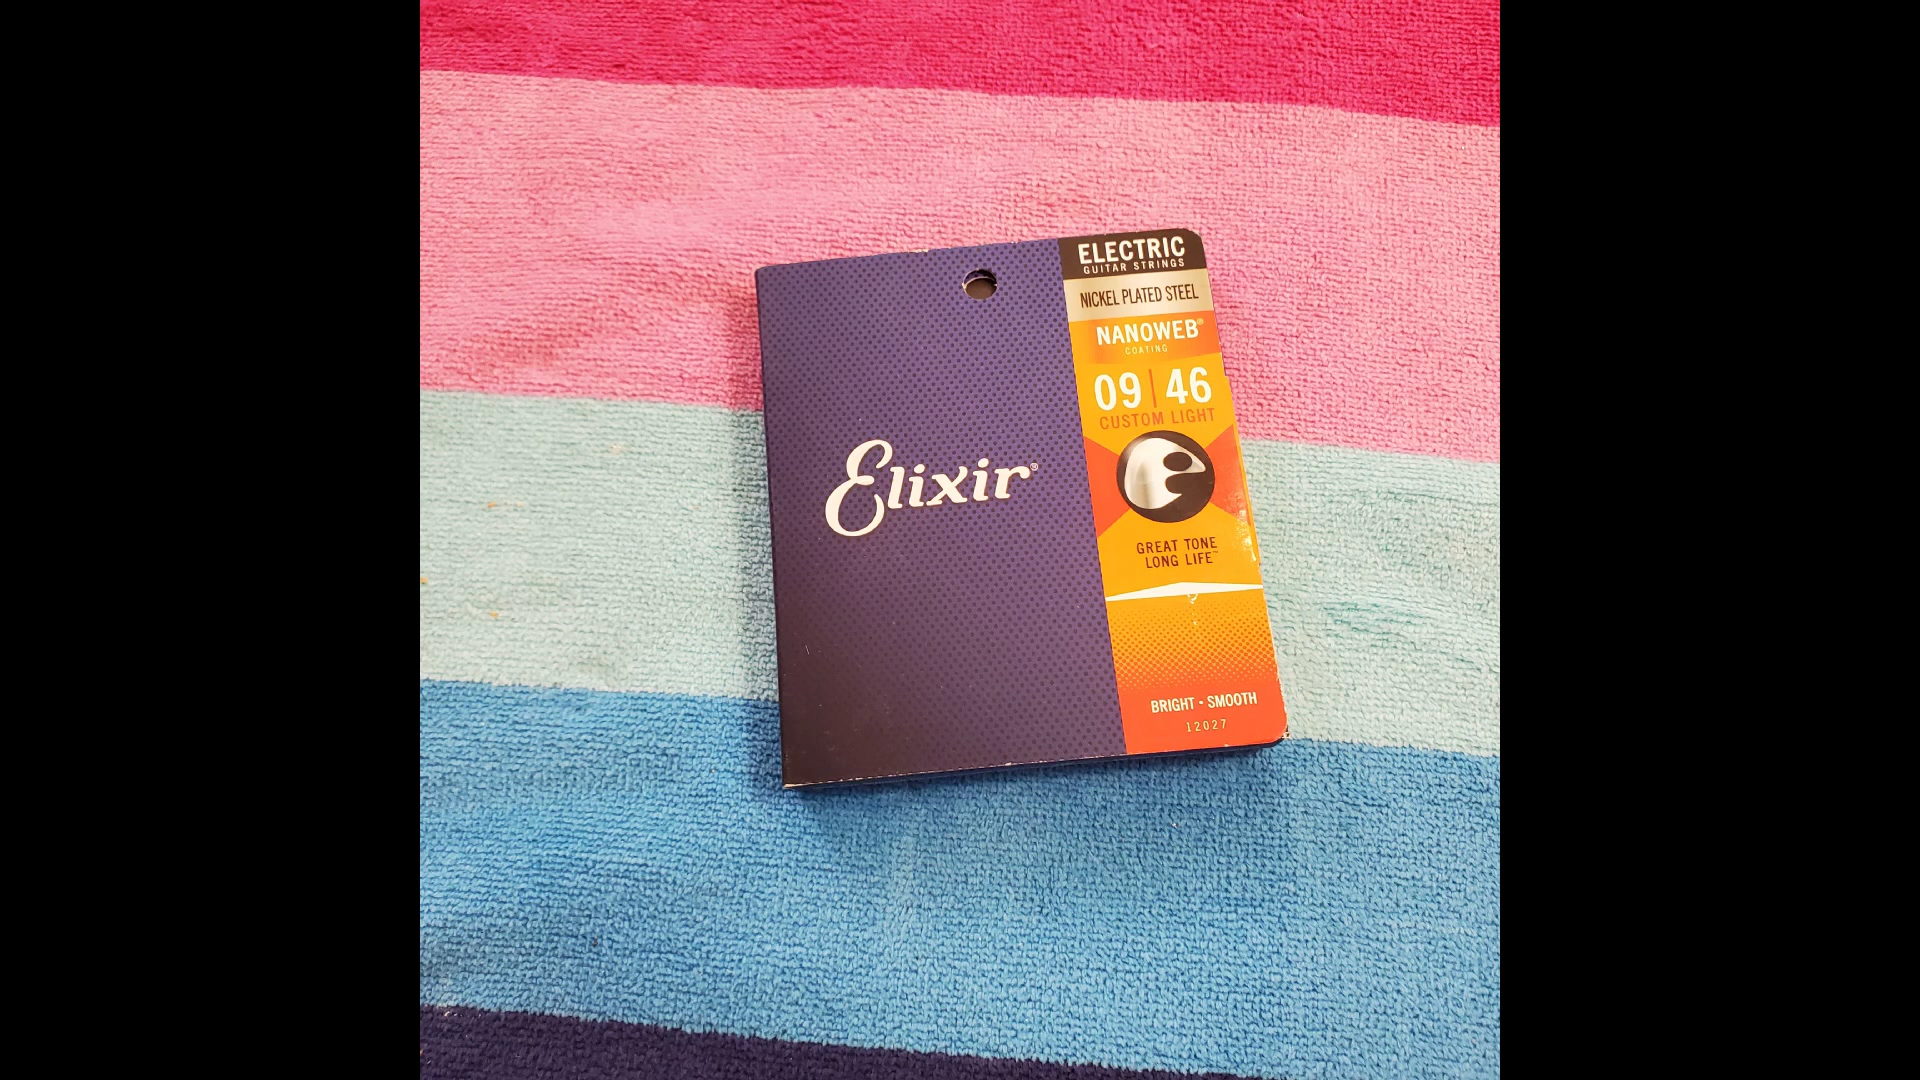 Elixir®
ELECTRIC
GUITAR STRINGS
NICKEL PLATED STEEL
NANOWEB®
COATING
09|46
CUSTOM LIGHT
GREAT TONE
LONG LIFE™
BRIGHT • SMOOTH
12027